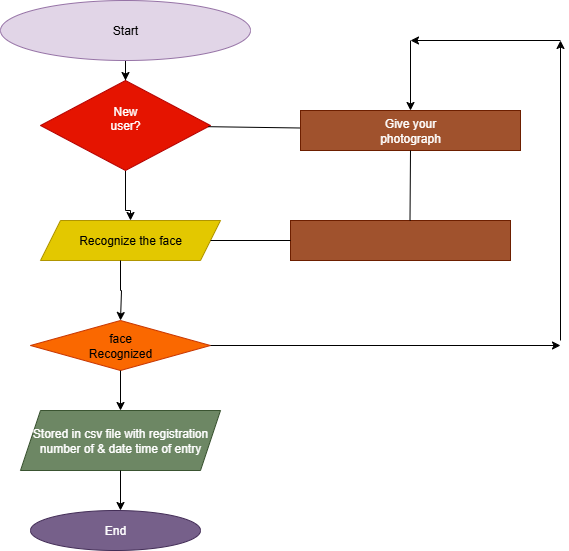 Start
New
user?
Give your
photograph
Recognize the face
face
Recognized
Stored in csv file with registration
number of & date time of entry
End